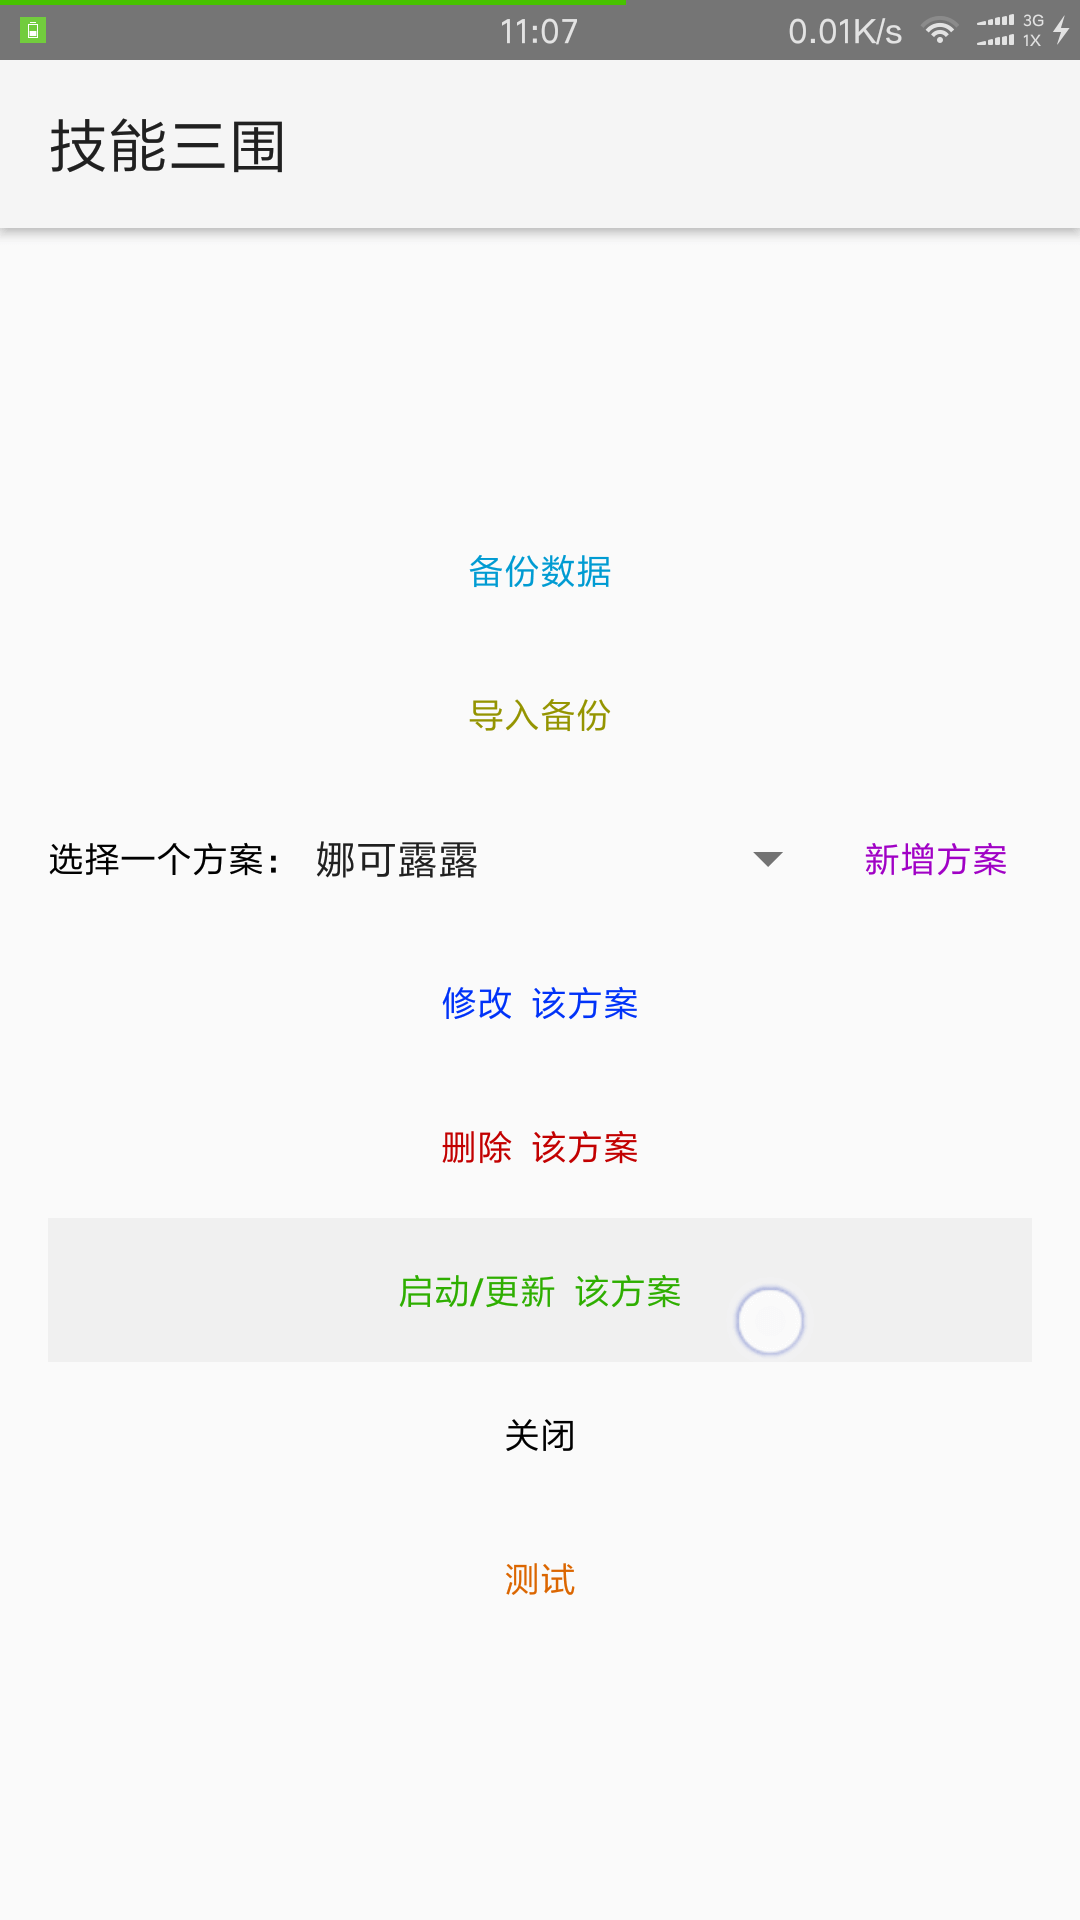 11:07
0.01K/s
3G
1X
技能三围
备份数据
导入备份
选择一个方案： 娜可露露 新增方案
修改 该方案
删除 该方案
启动/更新 该方案
关闭
测试